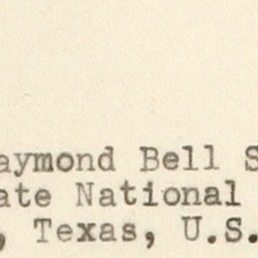 aymond Bell S
ate National
, Texas, U.S.